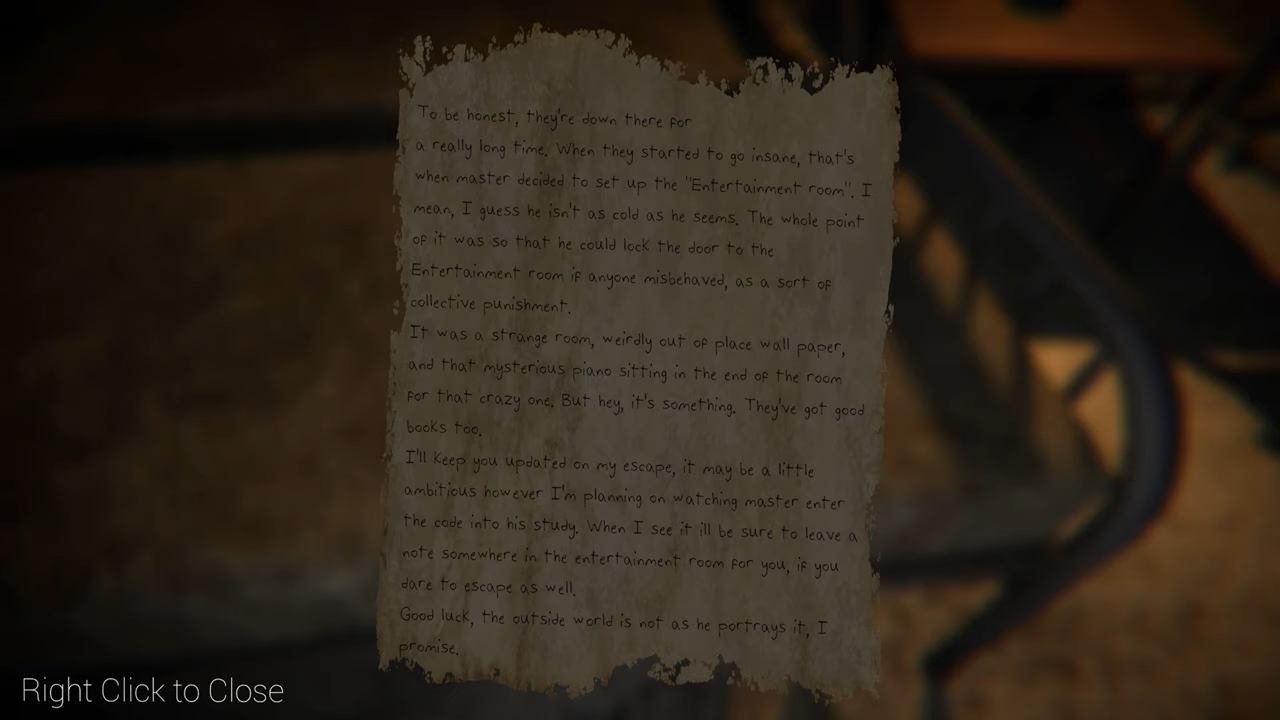 To be honest, they're down there for
a really long time. When they started to go insane, that's
when master decided to set up the "Entertainment room". I
mean, I guess he isn't as cold as he seems. The whole point
of it was so that he could lock the door to the
Entertainment room if anyone misbehaved, as a sort of
collective punishment.
It was a strange room, weirdly out of place wall paper,
and that mysterious piano sitting in the end of the room
for that crazy one. But hey, it's something. They've got good
books too.
I'll keep you updated on my escape, it may be a little
ambitious however I'm planning on watching master enter
the code into his study. When I see it ill be sure to leave a
note somewhere in the entertainment room for you, if you
dare to escape as well.
Good luck, the outside world is not as he portrays it, I
promise.
Right Click to Close